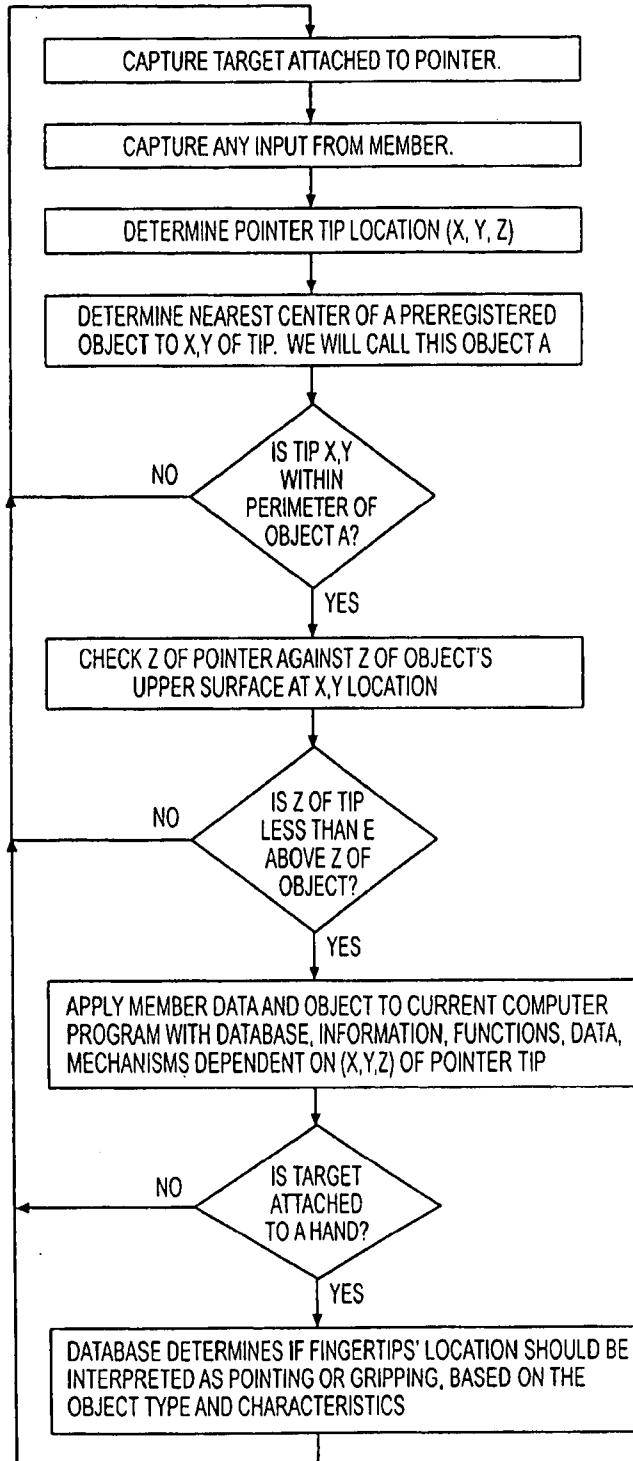 CAPTURE TARGET ATTACHED TO POINTER.
CAPTURE ANY INPUT FROM MEMBER.
DETERMINE POINTER TIP LOCATION (X, Y, Z)
DETERMINE NEAREST CENTER OF A PREREGISTERED
OBJECT TO X,Y OF TIP. WE WILL CALL THIS OBJECT A
IS TIP X,Y
WITHIN
PERIMETER OF
OBJECT A?
NO
YES
CHECK Z OF POINTER AGAINST Z OF OBJECT'S
UPPER SURFACE AT X,Y LOCATION
IS Z OF TIP
LESS THAN E
ABOVE Z OF
OBJECT?
NO
YES
APPLY MEMBER DATA AND OBJECT TO CURRENT COMPUTER
PROGRAM WITH DATABASE, INFORMATION, FUNCTIONS, DATA,
MECHANISMS DEPENDENT ON (X,Y,Z) OF POINTER TIP
IS TARGET
ATTACHED
TO A HAND?
NO
YES
DATABASE DETERMINES IF FINGERTIPS' LOCATION SHOULD BE
INTERPRETED AS POINTING OR GRIPPING, BASED ON THE
OBJECT TYPE AND CHARACTERISTICS